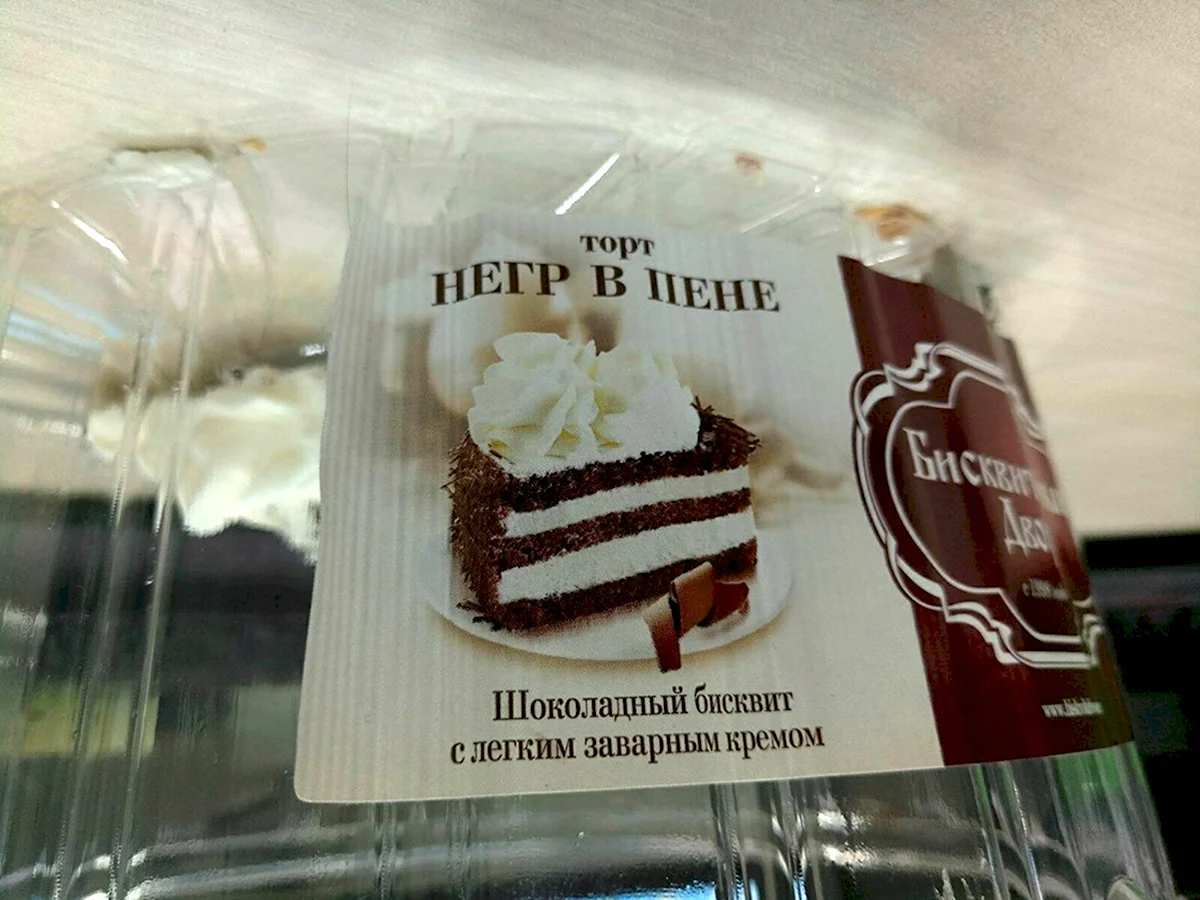 торт
НЕГР В ПЕНЕ
Шоколадный бисквит
с легким заварным кремом